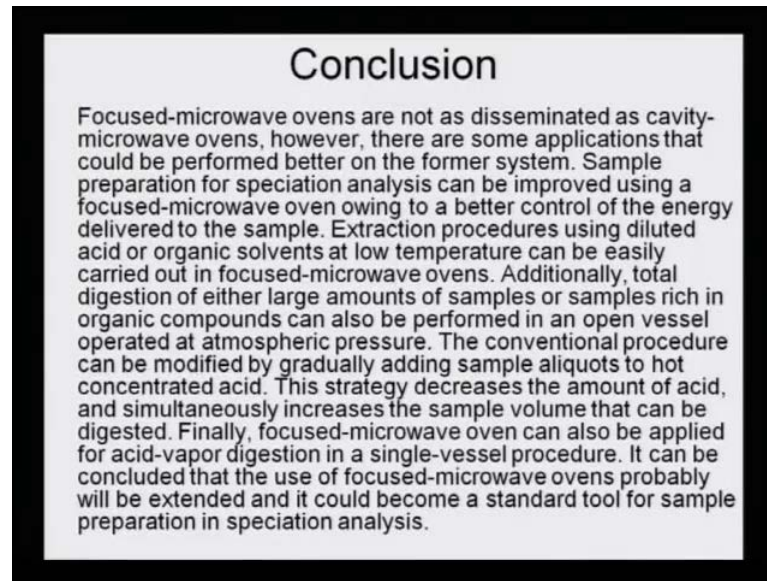 Conclusion
Focused-microwave ovens are not as disseminated as cavity-
microwave ovens, however, there are some applications that
could be performed better on the former system. Sample
preparation for speciation analysis can be improved using a
focused-microwave oven owing to a better control of the energy
delivered to the sample. Extraction procedures using diluted
acid or organic solvents at low temperature can be easily
carried out in focused-microwave ovens. Additionally, total
digestion of either large amounts of samples or samples rich in
organic compounds can also be performed in an open vessel
operated at atmospheric pressure. The conventional procedure
can be modified by gradually adding sample aliquots to hot
concentrated acid. This strategy decreases the amount of acid,
and simultaneously increases the sample volume that can be
digested. Finally, focused-microwave oven can also be applied
for acid-vapor digestion in a single-vessel procedure. It can be
concluded that the use of focused-microwave ovens probably
will be extended and it could become a standard tool for sample
preparation in speciation analysis.